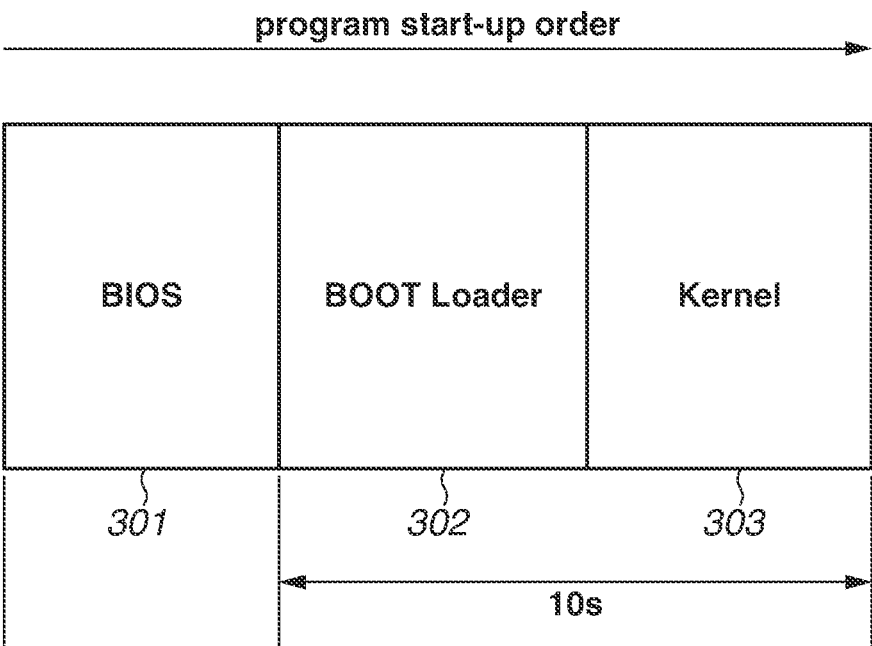 program start-up order
BIOS
BOOT Loader
Kernel
301
302
303
10s